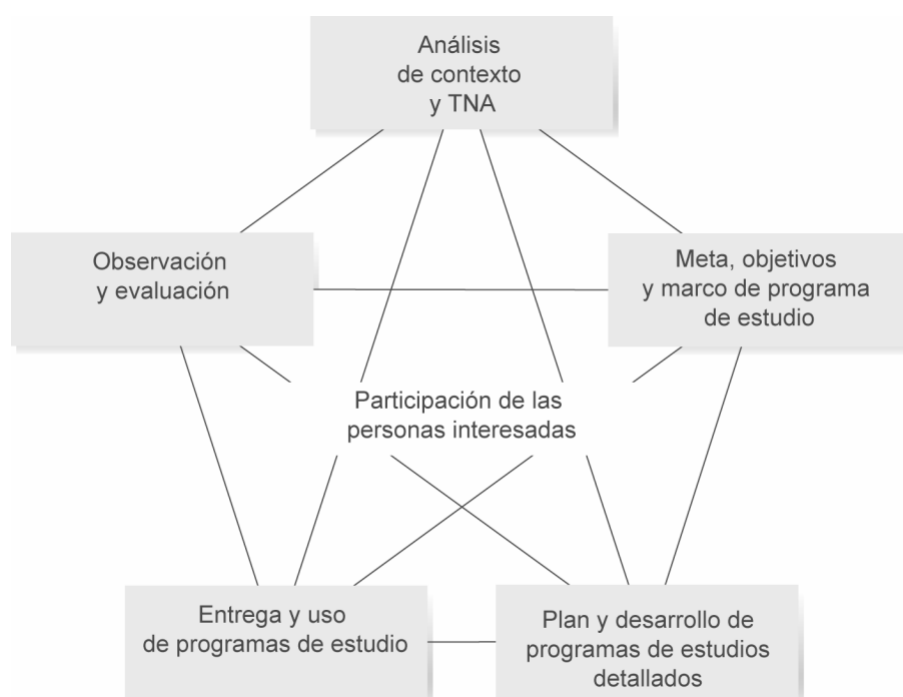 Análisis
de contexto
y TNA
Observación
y evaluación
Meta, objetivos
y marco de programa
de estudio
Participación de las
personas interesadas
Entrega y uso
de programas de estudio
Plan y desarrollo de
programas de estudios
detallados